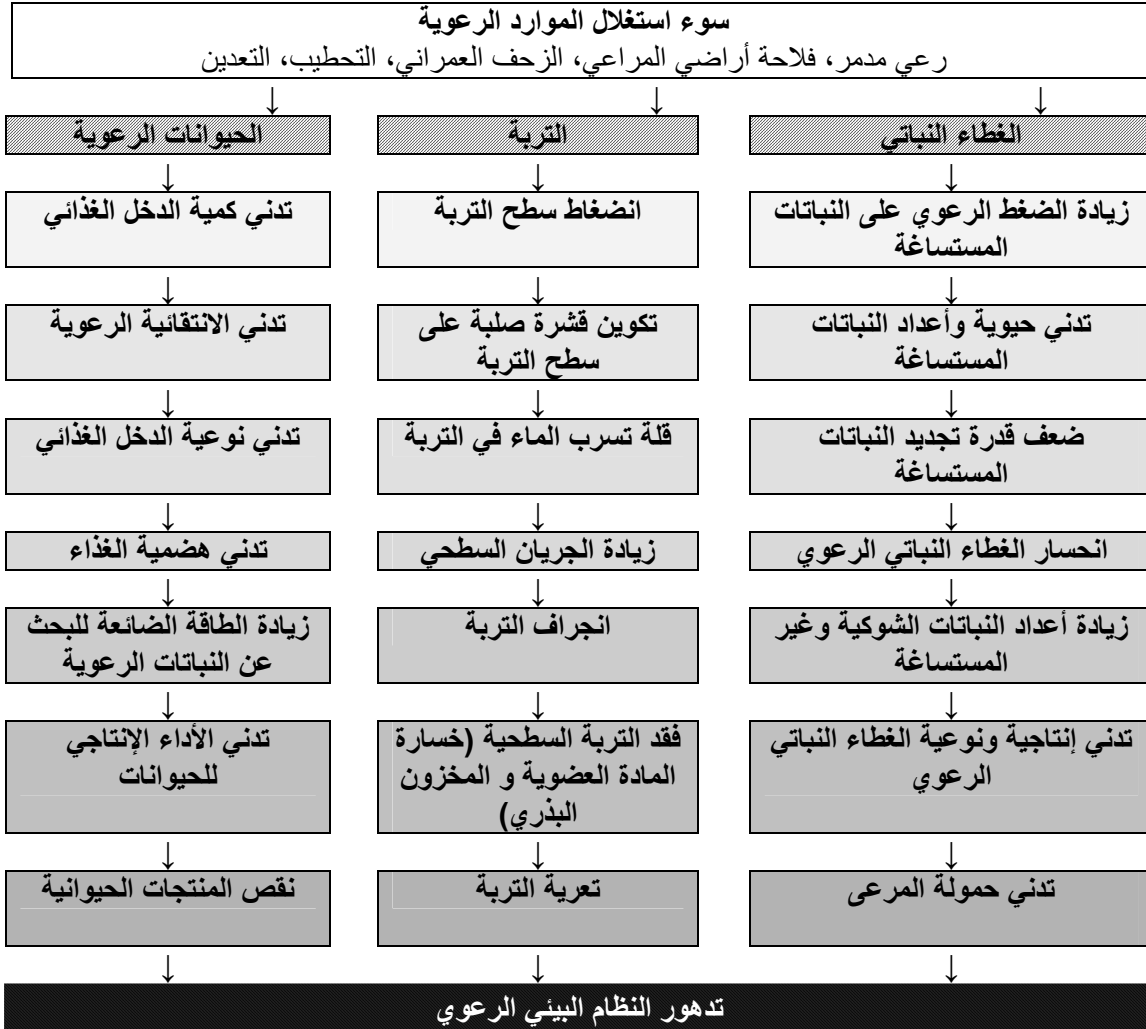 سوء استغلال الموارد الرعوية
رعي مدمر، فلاحة أراضي المراعي، الزحف العمراني، التحطيب، التعدين
↓ ↓ ↓
الغطاء النباتي
التربة
الحيوانات الرعوية
↓ ↓ ↓
زيادة الضغط الرعوي على النباتات
المستساغة
انضغاط سطح التربة
تدني كمية الدخل الغذائي
↓ ↓ ↓
تدني حيوية وأعداد النباتات
المستساغة
تكوين قشرة صلبة على
سطح التربة
تدني الانتقائية الرعوية
↓ ↓ ↓
ضعف قدرة تجديد النباتات
المستساغة
قلة تسرب الماء في التربة
تدني نوعية الدخل الغذائي
↓ ↓ ↓
انحسار الغطاء النباتي الرعوي
زيادة الجريان السطحي
تدني هضمية الغذاء
↓ ↓ ↓
زيادة أعداد النباتات الشوكية وغير
المستساغة
انجراف التربة
زيادة الطاقة الضائعة للبحث
عن النباتات الرعوية
↓ ↓ ↓
تدني إنتاجية ونوعية الغطاء النباتي
الرعوي
فقد التربة السطحية (خسارة
المادة العضوية و المخزون
البذري)
تدني الأداء الإنتاجي
للحيوانات
↓ ↓ ↓
تدني حمولة المرعى
تعرية التربة
نقص المنتجات الحيوانية
↓ ↓ ↓
تدهور النظام البيئي الرعوي